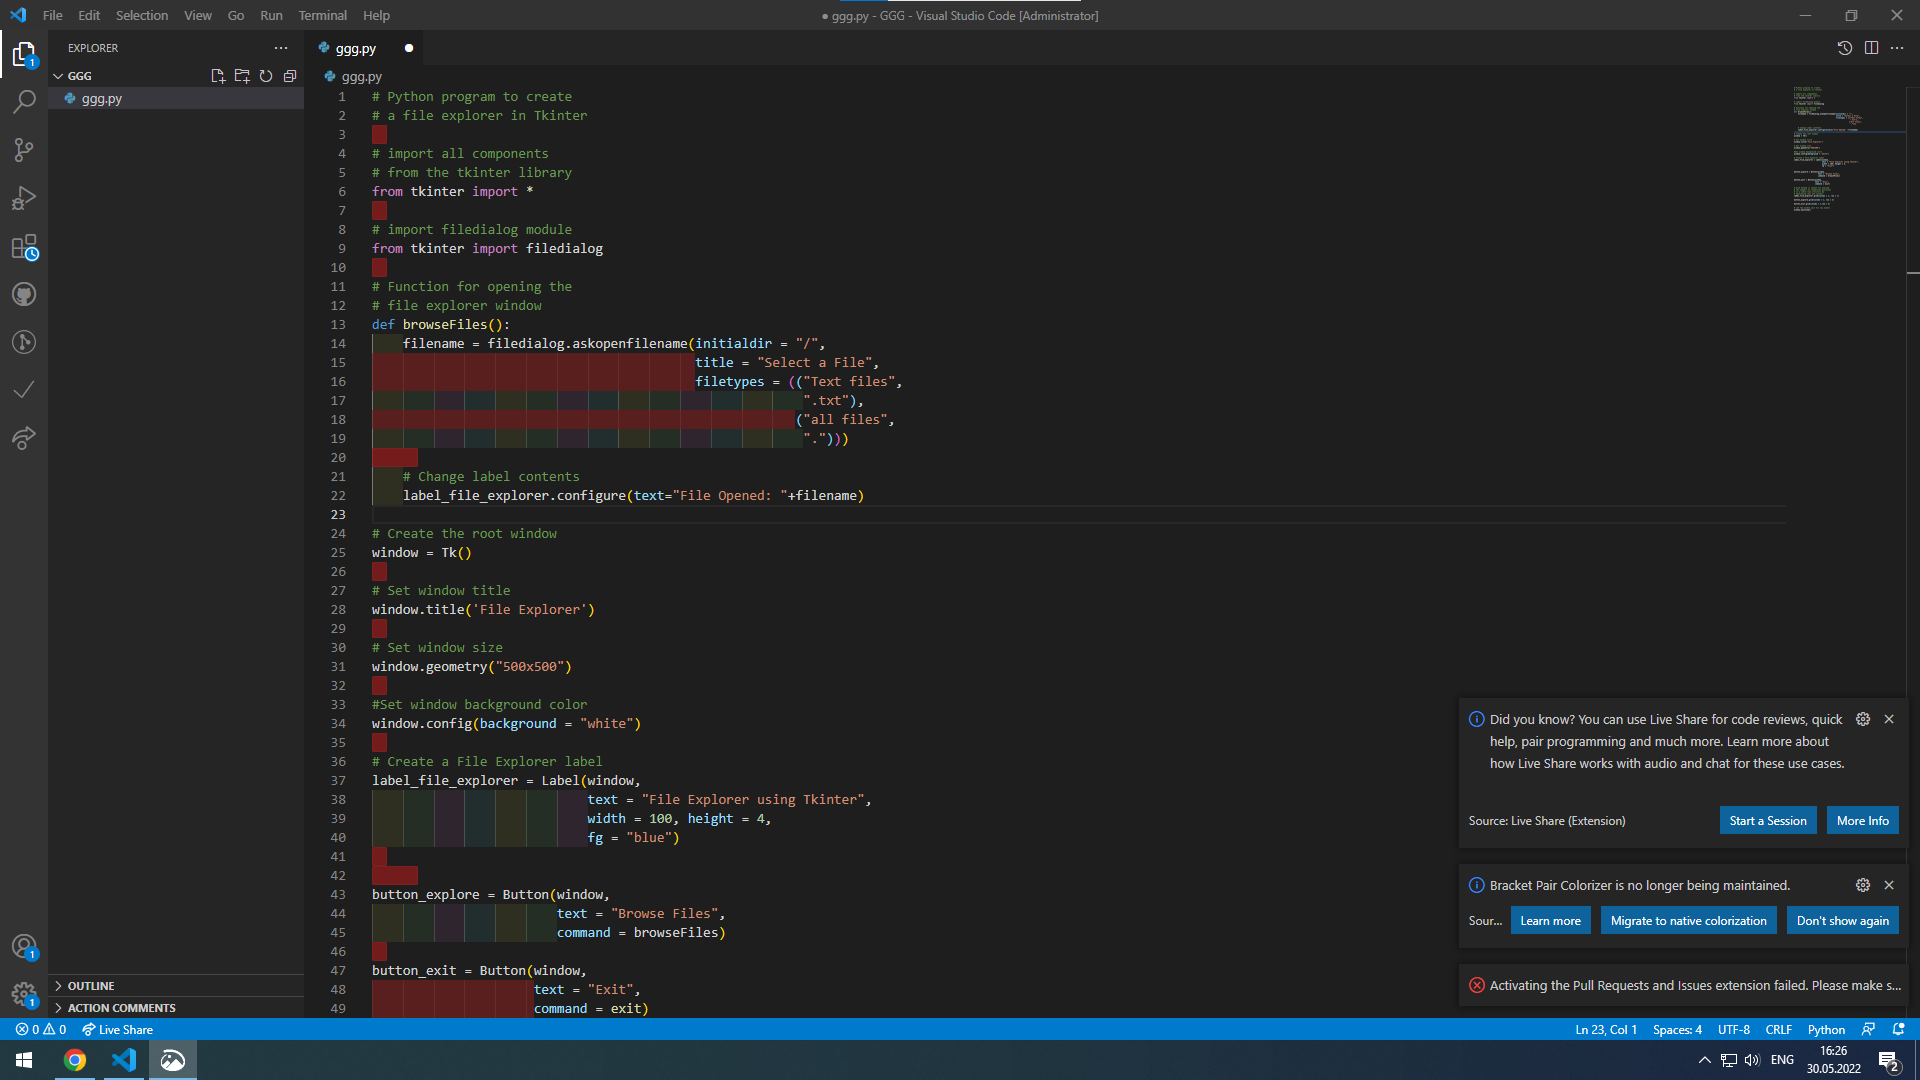 File Edit Selection View Go Run Terminal Help
● ggg.py - GGG - Visual Studio Code [Administrator]
EXPLORER
GGG
ggg.py
OUTLINE
ACTION COMMENTS
ggg.py
ggg.py
1 # Python program to create
2 # a file explorer in Tkinter
3
4 # import all components
5 # from the tkinter library
6 from tkinter import *
7
8 # import filedialog module
9 from tkinter import filedialog
10
11 # Function for opening the
12 # file explorer window
13 def browseFiles():
14 filename = filedialog.askopenfilename(initialdir = "/",
15 title = "Select a File",
16 filetypes = (("Text files",
17 ".txt"),
18 ("all files",
19 ".")))
20
21 # Change label contents
22 label_file_explorer.configure(text="File Opened: "+filename)
23
24 # Create the root window
25 window = Tk()
26
27 # Set window title
28 window.title('File Explorer')
29
30 # Set window size
31 window.geometry("500x500")
32
33 #Set window background color
34 window.config(background = "white")
35
36 # Create a File Explorer label
37 label_file_explorer = Label(window,
38 text = "File Explorer using Tkinter",
39 width = 100, height = 4,
40 fg = "blue")
41
42
43 button_explore = Button(window,
44 text = "Browse Files",
45 command = browseFiles)
46
47 button_exit = Button(window,
48 text = "Exit",
49 command = exit)
Did you know? You can use Live Share for code reviews, quick
help, pair programming and much more. Learn more about
how Live Share works with audio and chat for these use cases.
Source: Live Share (Extension) Start a Session More Info
Bracket Pair Colorizer is no longer being maintained.
Sour... Learn more Migrate to native colorization Don't show again
Activating the Pull Requests and Issues extension failed. Please make s...
1
1
1
0 0 Live Share
Ln 23, Col 1 Spaces: 4 UTF-8 CRLF Python
ENG
16:26
30.05.2022
2